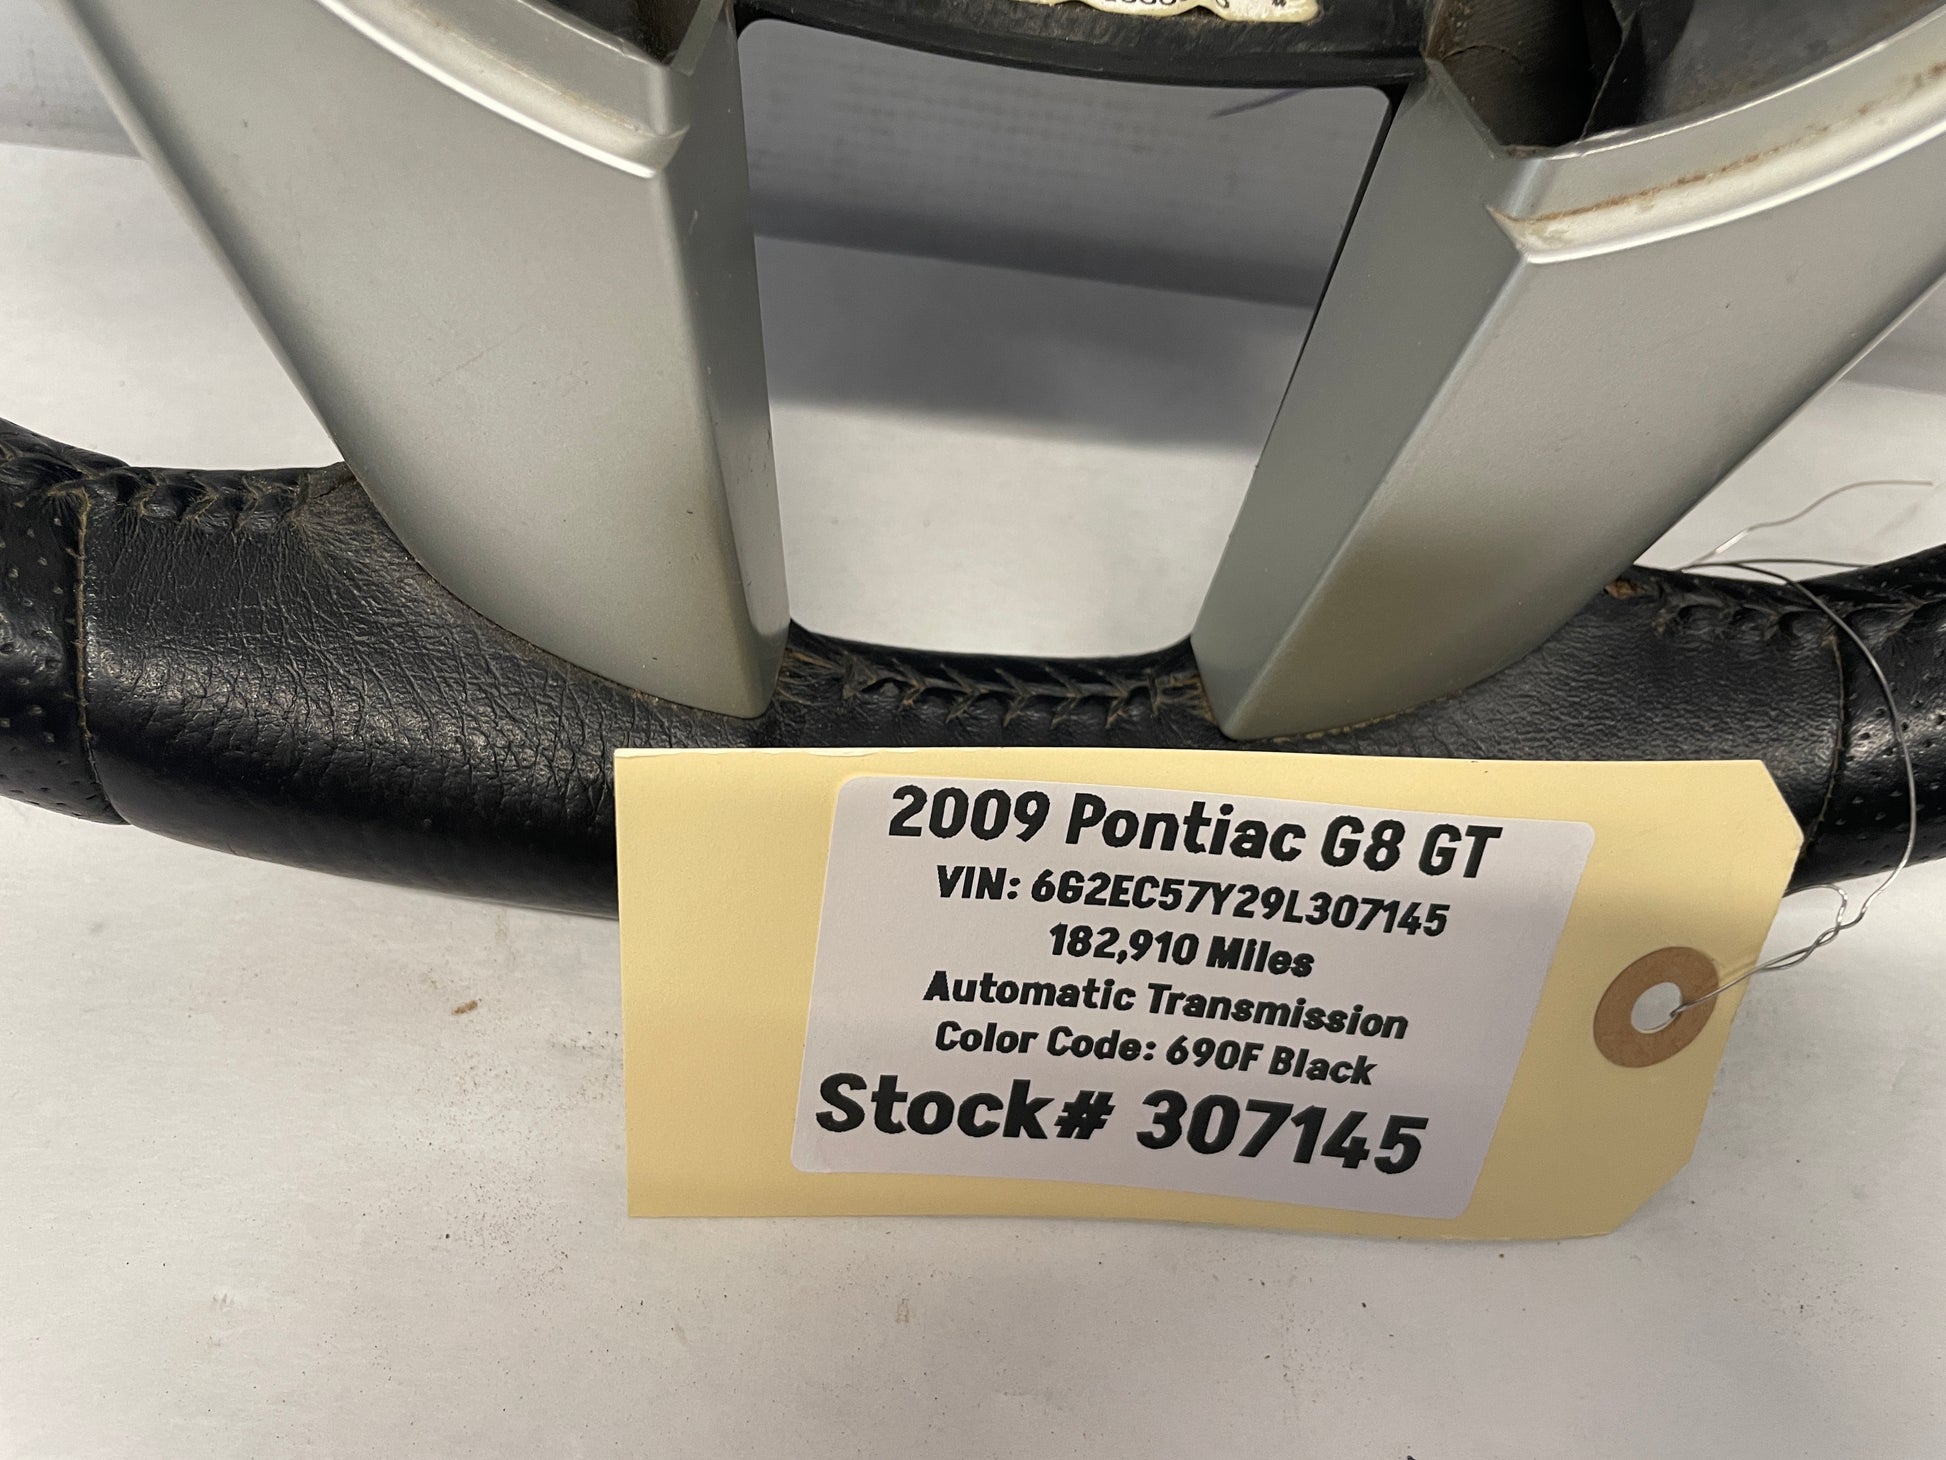 2009 Pontiac G8 GT
VIN: 6G2EC57Y29L307145
182,910 Miles
Automatic Transmission
Color Code: 690F Black
Stock# 307145